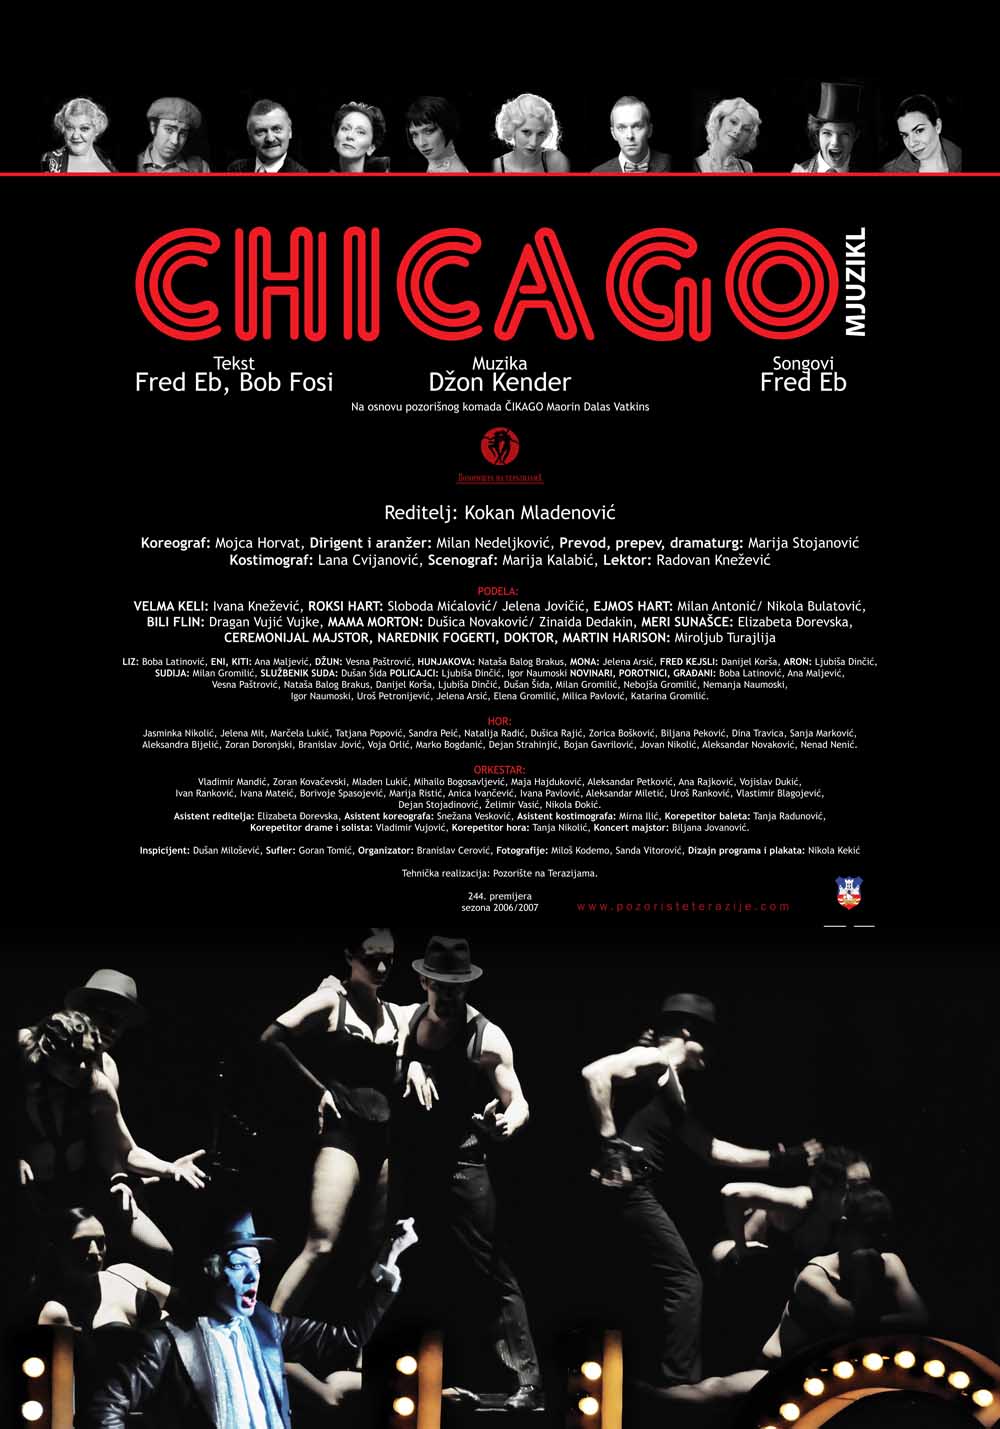 CHICAGO
MJUZIKL
Tekst
Fred Eb, Bob Fosi
Muzika
Džon Kender
Songovi
Fred Eb
Na osnovu pozorišnog komada ČIKAGO Maorin Dalas Vatkins
Позориште на Теразијама
Reditelj: Kokan Mladenović
Koreograf: Mojca Horvat, Dirigent i aranžer: Milan Nedeljković, Prevod, prepev, dramaturg: Marija Stojanović
Kostimograf: Lana Cvijanović, Scenograf: Marija Kalabić, Lektor: Radovan Knežević
PODELA:
VELMA KELI: Ivana Knežević, ROKSI HART: Sloboda Mićalović/ Jelena Jovičić, EJMOS HART: Milan Antonić/ Nikola Bulatović,
BILI FLIN: Dragan Vujić Vujke, MAMA MORTON: Dušica Novaković/ Zinaida Dedakin, MERI SUNAŠCE: Elizabeta Đorevska,
CEREMONIJAL MAJSTOR, NAREDNIK FOGERTI, DOKTOR, MARTIN HARISON: Miroljub Turajlija
LIZ: Boba Latinović, ENI, KITI: Ana Maljević, DŽUN: Vesna Paštrović, HUNJAKOVA: Nataša Balog Brakus, MONA: Jelena Arsić, FRED KEJSLI: Danijel Korša, ARON: Ljubiša Dinčić,
SUDIJA: Milan Gromilić, SLUŽBENIK SUDA: Dušan Šida POLICAJCI: Ljubiša Dinčić, Igor Naumoski NOVINARI, POROTNICI, GRAĐANI: Boba Latinović, Ana Maljević,
Vesna Paštrović, Nataša Balog Brakus, Danijel Korša, Ljubiša Dinčić, Dušan Šida, Milan Gromilić, Nebojša Gromilić, Nemanja Naumoski,
Igor Naumoski, Uroš Petronijević, Jelena Arsić, Elena Gromilić, Milica Pavlović, Katarina Gromilić.
HOR:
Jasminka Nikolić, Jelena Mit, Marčela Lukić, Tatjana Popović, Sandra Peić, Natalija Radić, Dušica Rajić, Zorica Bošković, Biljana Peković, Dina Travica, Sanja Marković,
Aleksandra Bijelić, Zoran Doronjski, Branislav Jović, Voja Orlić, Marko Bogdanić, Dejan Strahinjić, Bojan Gavrilović, Jovan Nikolić, Aleksandar Novaković, Nenad Nenić.
ORKESTAR:
Vladimir Mandić, Zoran Kovačevski, Mladen Lukić, Mihailo Bogosavljević, Maja Hajduković, Aleksandar Petković, Ana Rajković, Vojislav Dukić,
Ivan Ranković, Ivana Mateić, Borivoje Spasojević, Marija Ristić, Anica Ivančević, Ivana Pavlović, Aleksandar Miletić, Uroš Ranković, Vlastimir Blagojević,
Dejan Stojadinović, Želimir Vasić, Nikola Đokić.
Asistent reditelja: Elizabeta Đorevska, Asistent koreografa: Snežana Vesković, Asistent kostimografa: Mirna Ilić, Korepetitor baleta: Tanja Radunović,
Korepetitor drame i solista: Vladimir Vujović, Korepetitor hora: Tanja Nikolić, Koncert majstor: Biljana Jovanović.
Inspicijent: Dušan Milošević, Sufler: Goran Tomić, Organizator: Branislav Cerović, Fotografije: Miloš Kodemo, Sanda Vitorović, Dizajn programa i plakata: Nikola Kekić
Tehnička realizacija: Pozorište na Terazijama.
244. premijera
sezona 2006/2007
www.pozoristeterazije.com